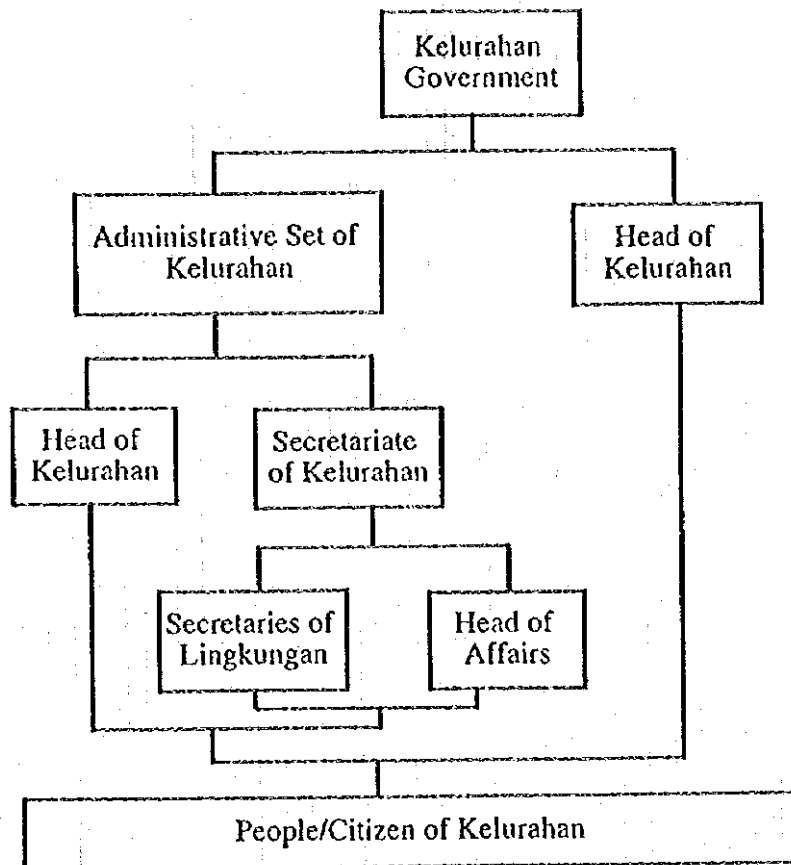 Kelurahan
Government
Administrative Set of
Kelurahan
Head of
Kelurahan
Head of
Kelurahan
Secretariate
of Kelurahan
Secretaries of
Lingkungan
Head of
Affairs
People/Citizen of Kelurahan